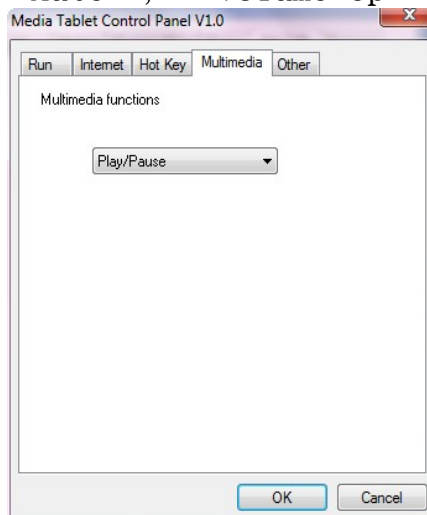 Media Tablet Control Panel V1.0
Run Internet Hot Key Multimedia Other
Multimedia functions
Play/Pause
OK Cancel